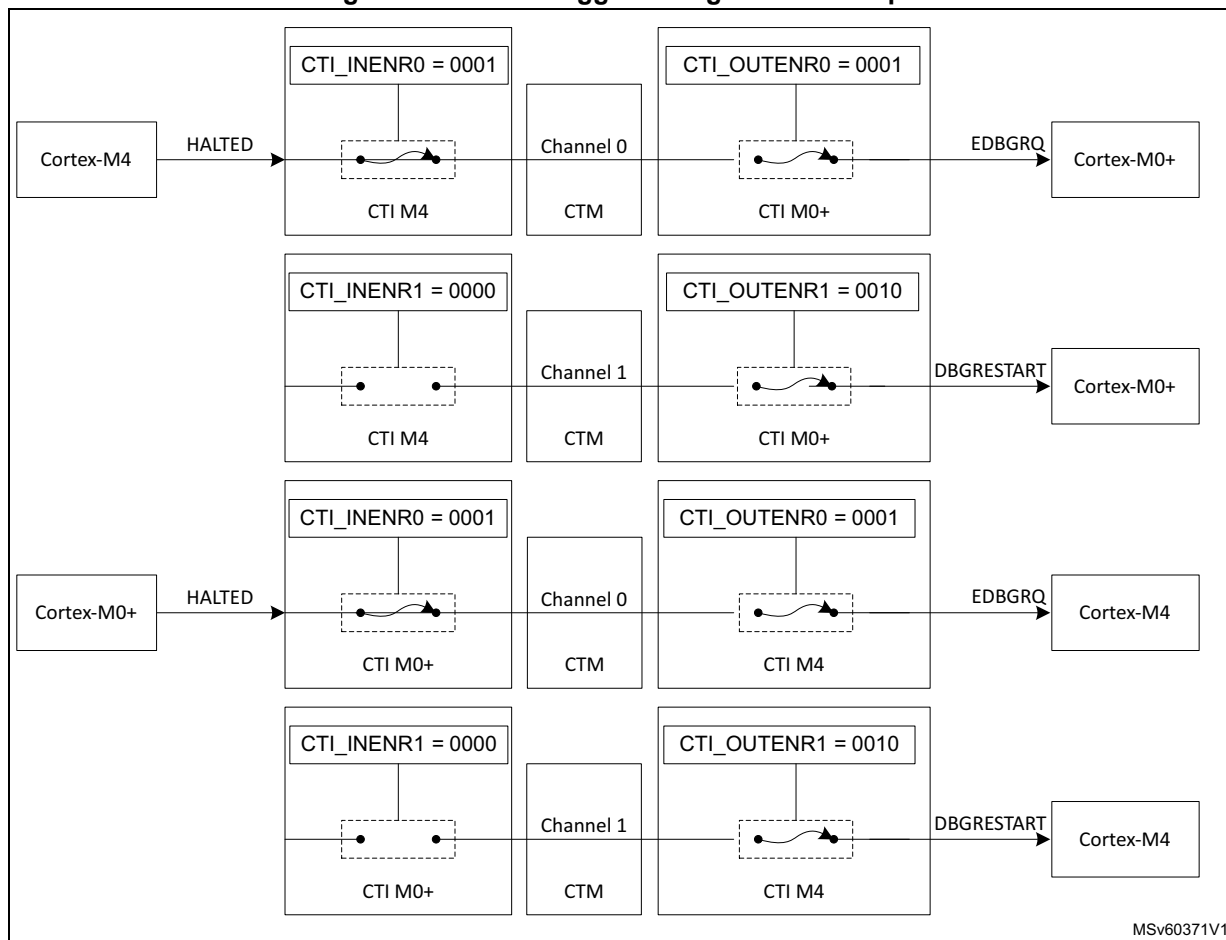 CTI_INENR0 = 0001
CTI_OUTENR0 = 0001
Cortex-M4
HALTED
Channel 0
EDBGRQ
Cortex-M0+
CTI M4
CTM
CTI M0+
CTI_INENR1 = 0000
CTI_OUTENR1 = 0010
Channel 1
DBGRESTART
Cortex-M0+
CTI M4
CTM
CTI M0+
CTI_INENR0 = 0001
CTI_OUTENR0 = 0001
Cortex-M0+
HALTED
Channel 0
EDBGRQ
Cortex-M4
CTI M0+
CTM
CTI M4
CTI_INENR1 = 0000
CTI_OUTENR1 = 0010
Channel 1
DBGRESTART
Cortex-M4
CTI M0+
CTM
CTI M4
MSv60371V1